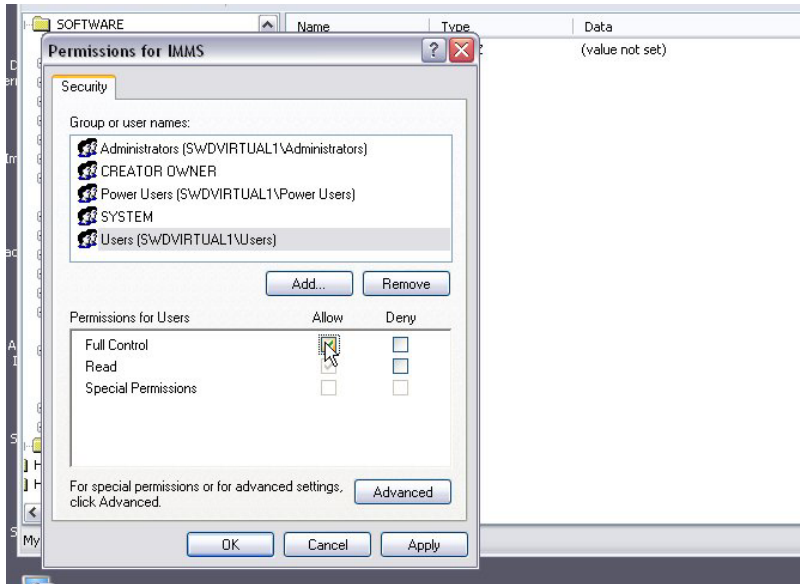 SOFTWARE
Name Type Data
Permissions for IMMS
(value not set)
Security
Group or user names:
Administrators (SWDVIRTUAL1\Administrators)
CREATOR OWNER
Power Users (SWDVIRTUAL1\Power Users)
SYSTEM
Users (SWDVIRTUAL1\Users)
Add... Remove
Permissions for Users Allow Deny
Full Control
Read
Special Permissions
For special permissions or for advanced settings,
click Advanced.
Advanced
My
OK Cancel Apply